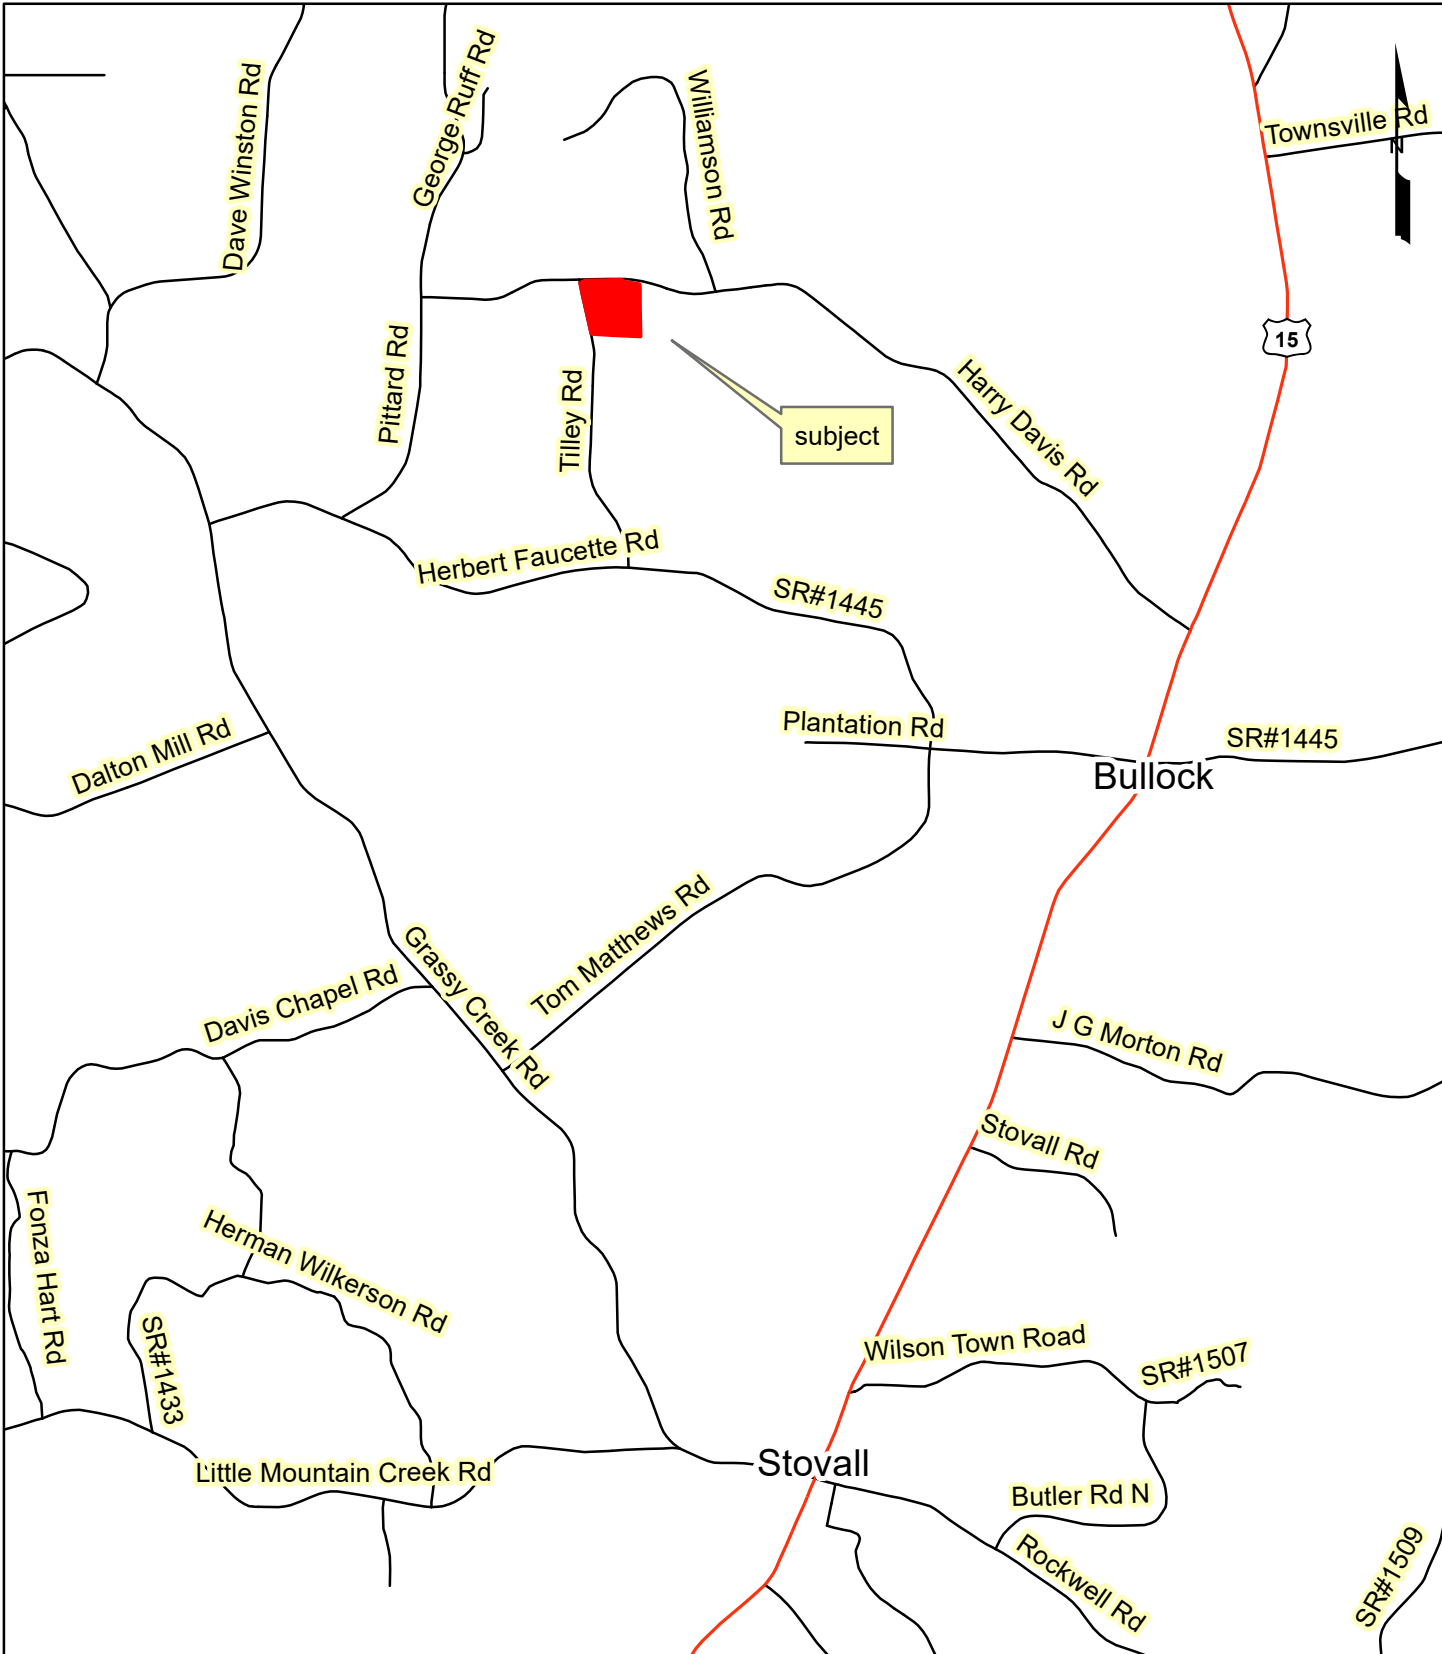 George Ruff Rd
Dave Winston Rd
Williamson Rd
Townsville Rd
N
15
Pittard Rd
Tilley Rd
Harry Davis Rd
subject
Herbert Faucette Rd
SR#1445
Plantation Rd
SR#1445
Dalton Mill Rd
Bullock
Tom Matthews Rd
Grassy Creek Rd
Davis Chapel Rd
J G Morton Rd
Stovall Rd
Fonza Hart Rd
Herman Wilkerson Rd
SR#1433
Wilson Town Road
SR#1507
Little Mountain Creek Rd
Stovall
Butler Rd N
Rockwell Rd
SR#1509